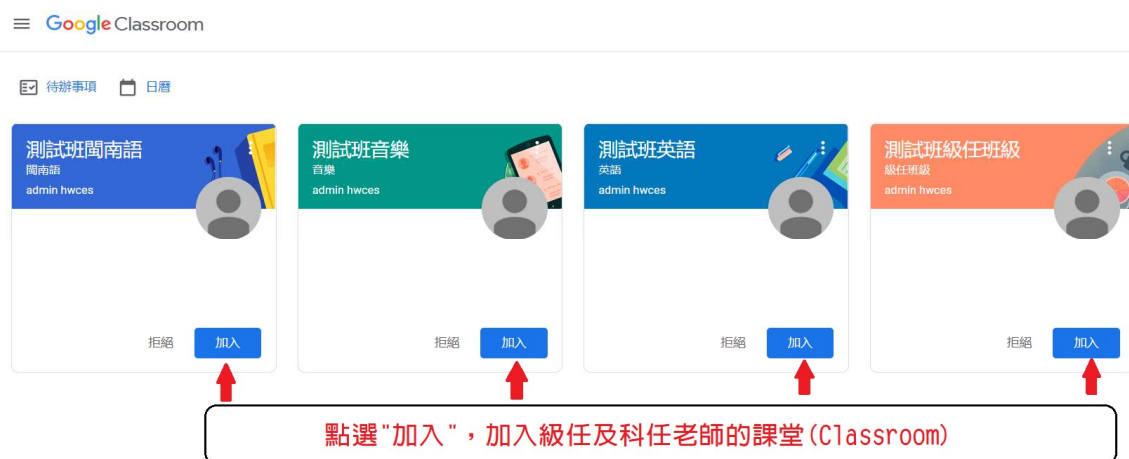 Google Classroom
待辦事項 日曆
測試班閩南語
閩南語
admin hwces
拒絕 加入
測試班音樂
音樂
admin hwces
拒絕 加入
測試班英語
英語
admin hwces
拒絕 加入
測試班級任班級
級任班級
admin hwces
拒絕 加入
點選"加入"，加入級任及科任老師的課堂(Classroom)